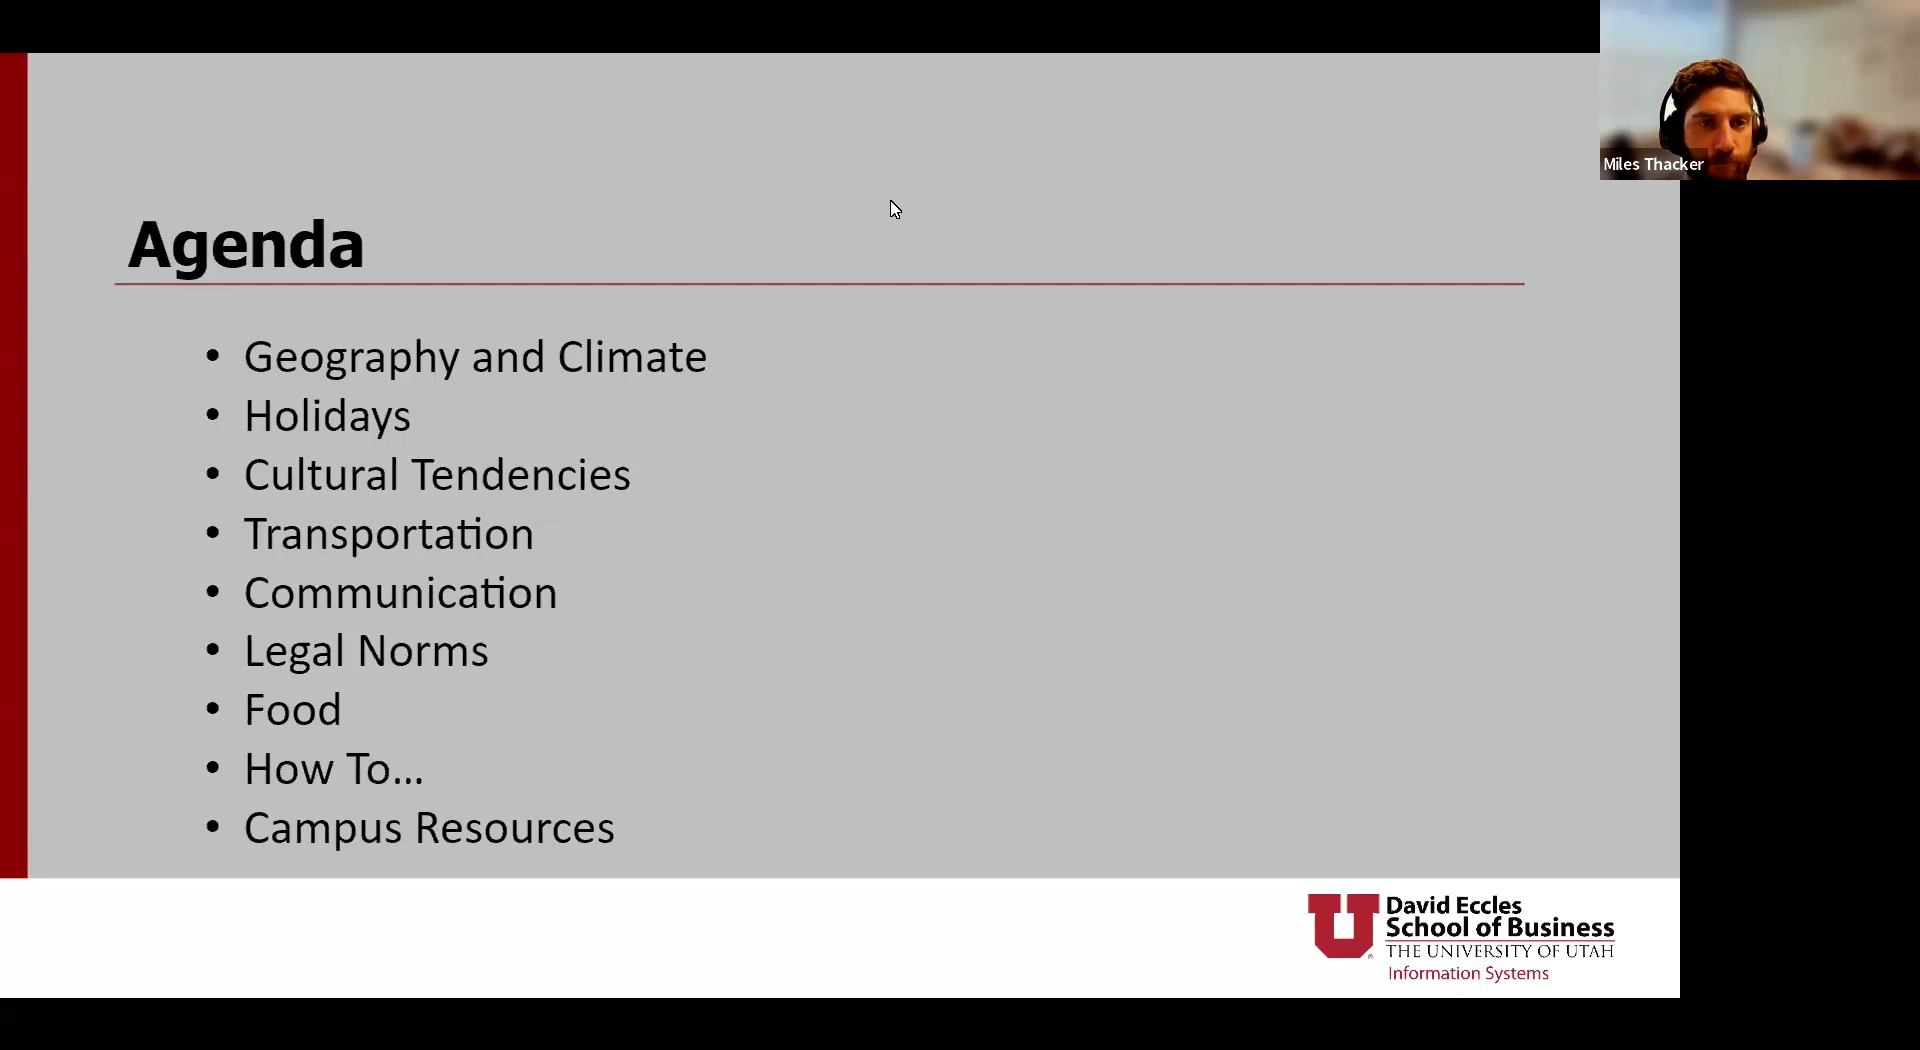 Miles Thacker
Agenda
• Geography and Climate
• Holidays
• Cultural Tendencies
• Transportation
• Communication
• Legal Norms
• Food
• How To...
• Campus Resources
U
David Eccles
School of Business
THE UNIVERSITY OF UTAH
Information Systems